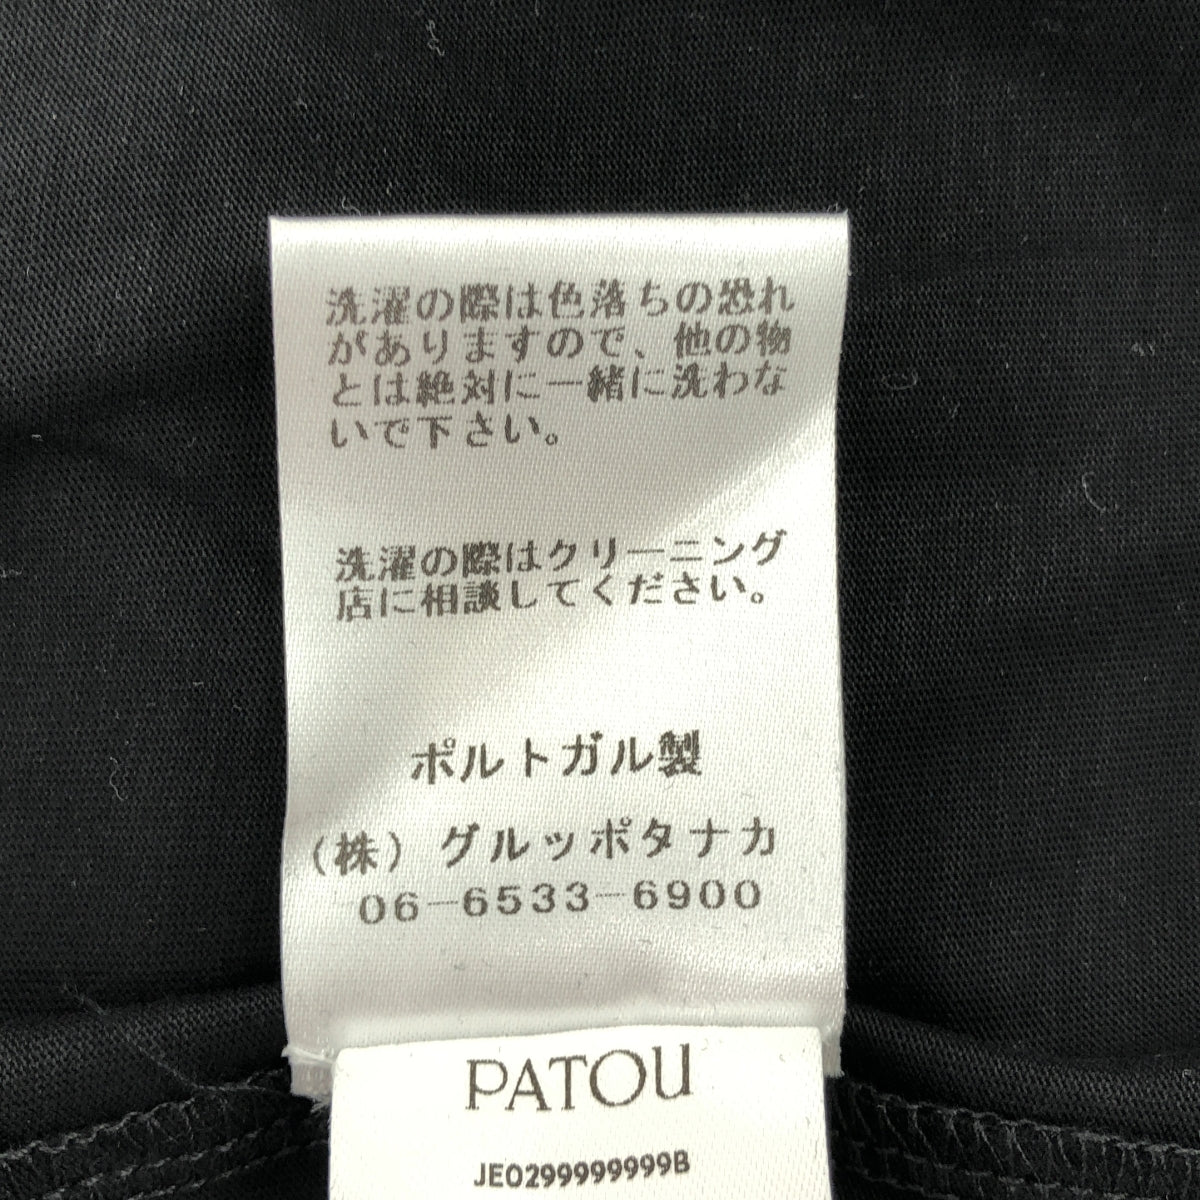 洗濯の際は色落ちの恐れ
がありますので、他の物
とは絶対に一緒に洗わな
いで下さい。
洗濯の際はクリーニング
店に相談してください。
ポルトガル製
（株）グルッポタナカ
06-6533-6900
PATOU
JE0299999999B